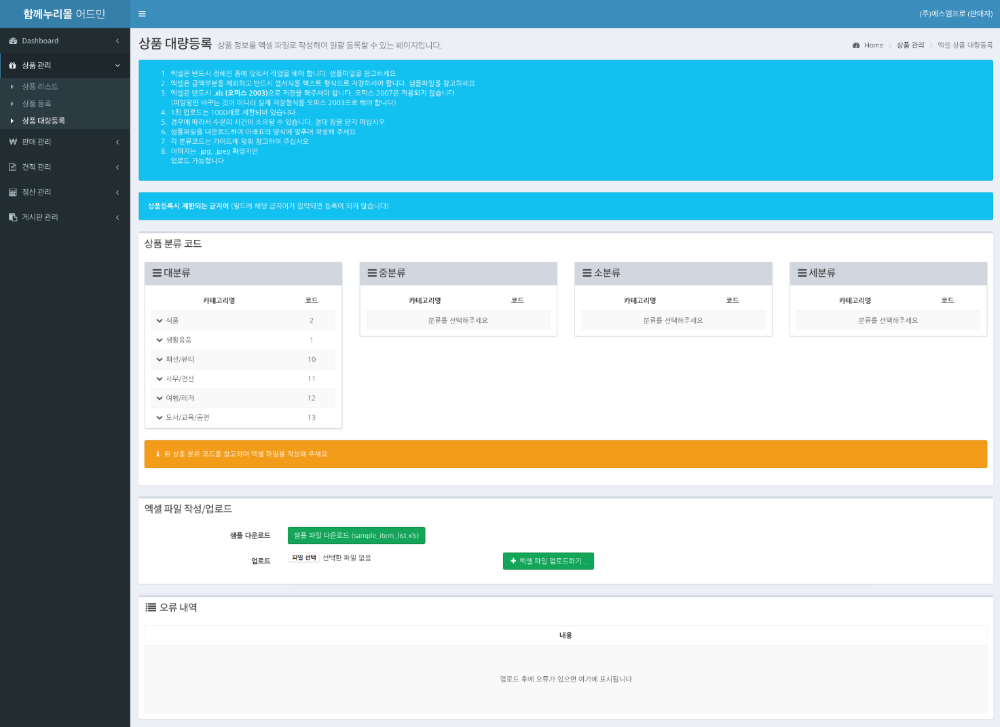 함께누리몰 어드민
(주)에스엠프로 (판매자)
Dashboard
상품 관리
상품 리스트
상품 등록
상품 대량등록
판매 관리
견적 관리
정산 관리
게시판 관리
상품 대량등록 상품 정보를 엑셀 파일로 작성하여 일괄 등록할 수 있는 페이지입니다.
Home > 상품 관리 > 엑셀 상품 대량등록
1. 엑셀은 반드시 정해진 폼에 맞춰서 작업을 해야 합니다. 샘플파일을 참고하세요
2. 엑셀은 금액부분을 제외하고 반드시 셀서식을 텍스트 형식으로 저장하셔야 합니다. 샘플파일을 참고하세요
3. 엑셀은 반드시 .xls (오피스 2003)으로 저장을 해주셔야 합니다. 오피스 2007은 적용되지 않습니다
(파일명만 바꾸는 것이 아니라 실제 저장형식을 오피스 2003으로 해야 합니다)
4. 1회 업로드는 1000개로 제한되어 있습니다
5. 경우에 따라서 수분의 시간이 소요될 수 있습니다. 절대 창을 닫지 마십시오
6. 샘플파일을 다운로드하여 아래표의 양식에 맞추어 작성해 주세요
7. 각 분류코드는 가이드에 맞춰 참고하여 주십시오
8. 이미지는 .jpg, .jpeg 확장자만
업로드 가능합니다
상품등록시 제한되는 금지어 (필드에 해당 금지어가 입력되면 등록이 되지 않습니다)
상품 분류 코드
대분류
카테고리명 코드
식품 2
생활용품 1
패션/뷰티 10
사무/전산 11
여행/레저 12
도서/교육/공연 13
중분류
카테고리명 코드
분류를 선택해주세요
소분류
카테고리명 코드
분류를 선택해주세요
세분류
카테고리명 코드
분류를 선택해주세요
위 상품 분류 코드를 참고하여 엑셀 파일을 작성해 주세요
엑셀 파일 작성/업로드
샘플 다운로드 샘플 파일 다운로드 (sample_item_list.xls)
업로드 파일 선택 선택한 파일 없음 엑셀 파일 업로드하기...
오류 내역
내용
업로드 후에 오류가 있으면 여기에 표시됩니다